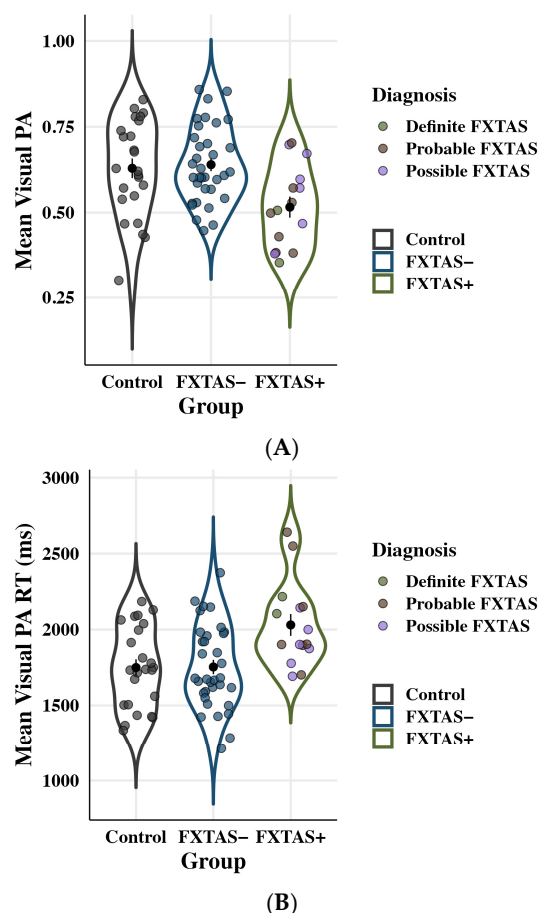 1.00
0.75
0.50
0.25
Mean Visual PA
Control FXTAS− FXTAS+
Group
Diagnosis
Definite FXTAS
Probable FXTAS
Possible FXTAS
Control
FXTAS−
FXTAS+
(A)
3000
2500
2000
1500
1000
Mean Visual PA RT (ms)
Control FXTAS− FXTAS+
Group
Diagnosis
Definite FXTAS
Probable FXTAS
Possible FXTAS
Control
FXTAS−
FXTAS+
(B)